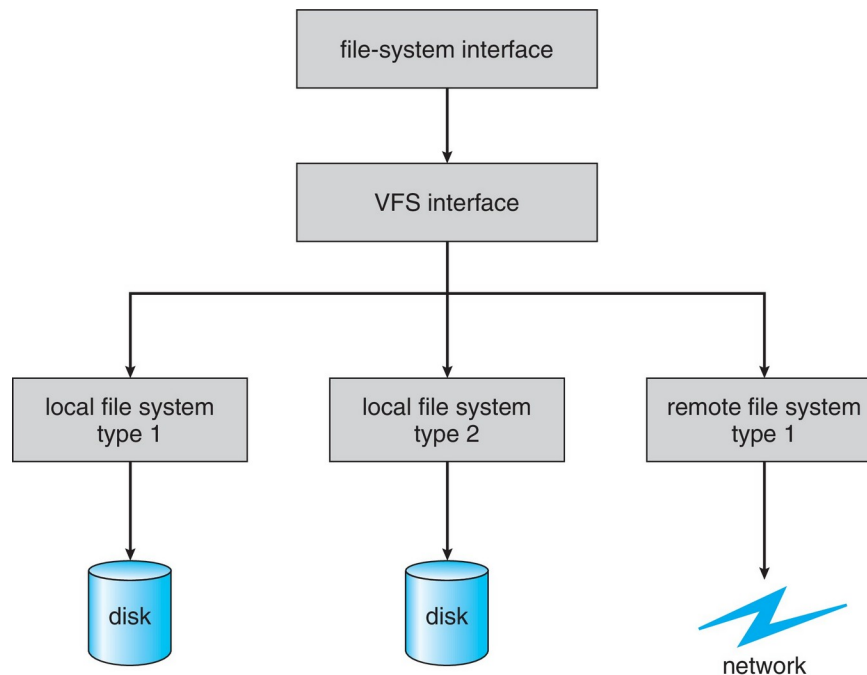 file-system interface
VFS interface
local file system
type 1
local file system
type 2
remote file system
type 1
disk
disk
network